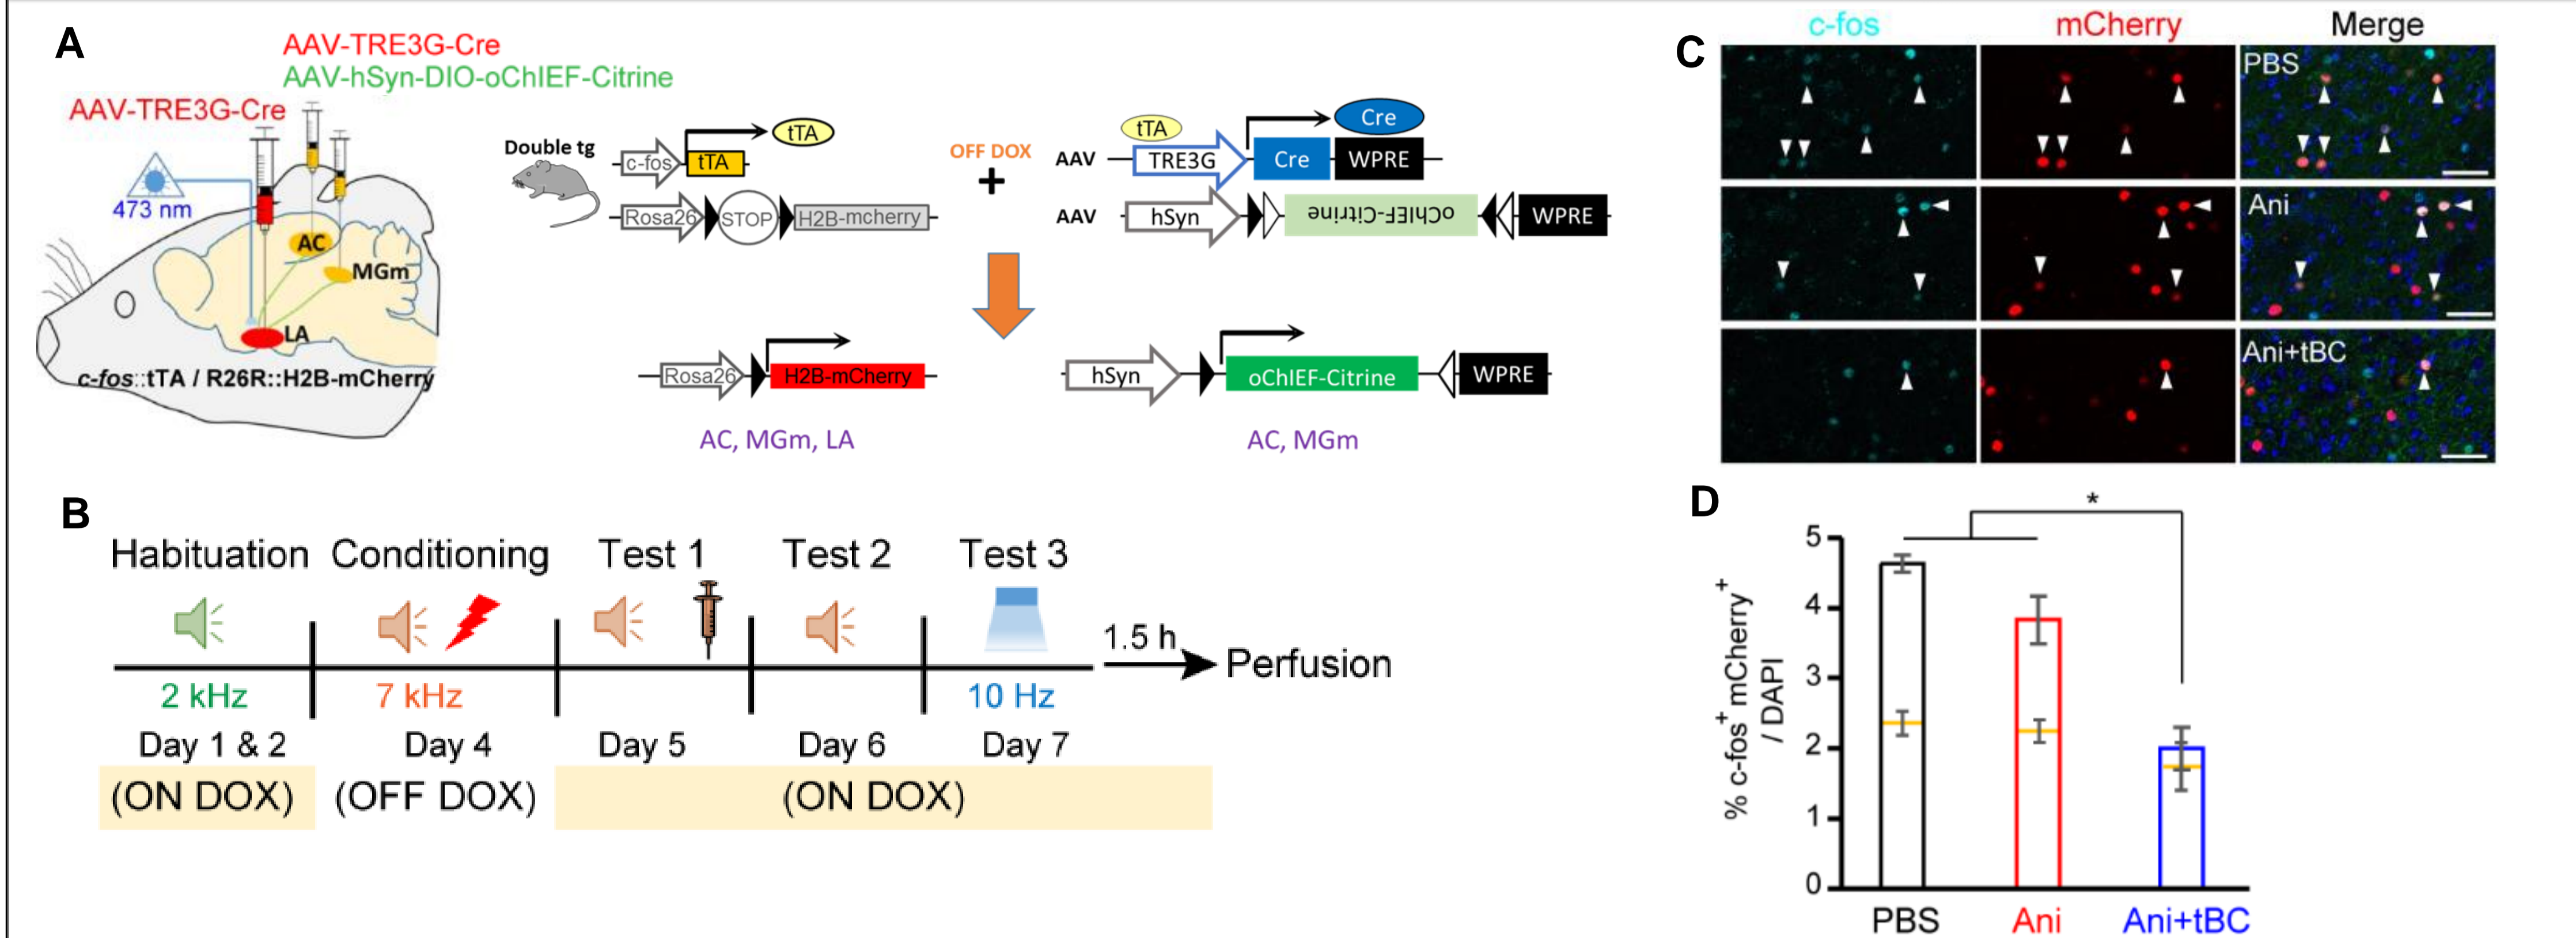 A
AAV-TRE3G-Cre
AAV-hSyn-DIO-oChIEF-Citrine
AAV-TRE3G-Cre
473 nm
AC
MGm
LA
c-fos::tTA / R26R::H2B-mCherry
Double tg
c-fos
tTA
tTA
Rosa26
STOP
H2B-mcherry
OFF DOX
+
AAV
tTA
TRE3G
Cre
Cre
WPRE
AAV
hSyn
oChIEF-Citrine
WPRE
Rosa26
H2B-mCherry
AC, MGm, LA
hSyn
oChIEF-Citrine
WPRE
AC, MGm
B
Habituation
Conditioning
Test 1
Test 2
Test 3
2 kHz
7 kHz
10 Hz
1.5 h
Perfusion
Day 1 & 2
Day 4
Day 5
Day 6
Day 7
(ON DOX)
(OFF DOX)
(ON DOX)
C
c-fos
mCherry
Merge
PBS
Ani
Ani+tBC
D
*
% c-fos+ mCherry+
/ DAPI
5
4
3
2
1
0
PBS
Ani
Ani+tBC